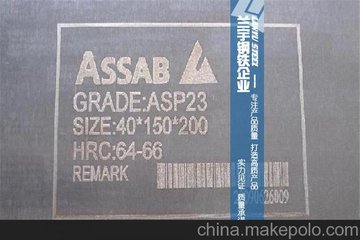 ASSAB
GRADE:ASP23
SIZE:40*150*200
HRC:64-66
REMARK
兰宇钢铁企业
专注产品质量 打造高品质产
实力见证 质量承诺
china.makepolo.com